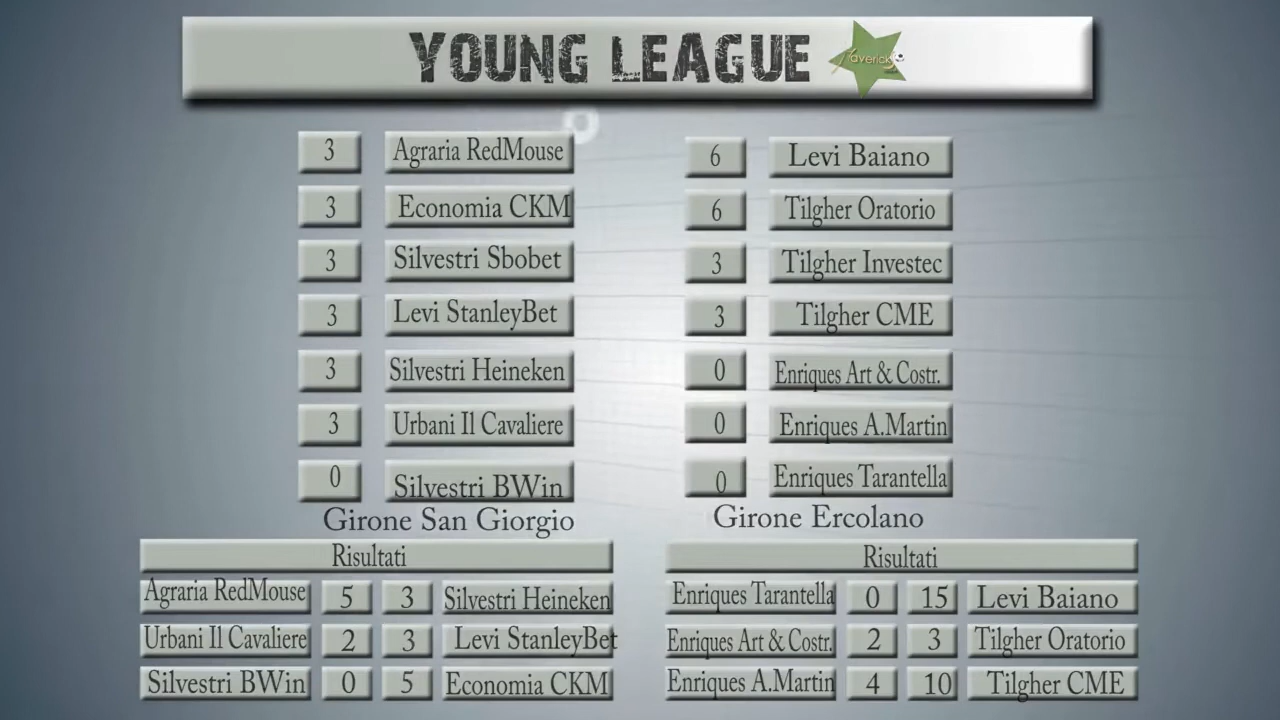 YOUNG LEAGUE Maverick
3 Agraria RedMouse
3 Economia CKM
3 Silvestri Sbobet
3 Levi StanleyBet
3 Silvestri Heineken
3 Urbani Il Cavaliere
0 Silvestri BWin
Girone San Giorgio
6 Levi Baiano
6 Tilgher Oratorio
3 Tilgher Investec
3 Tilgher CME
0 Enriques Art & Costr.
0 Enriques A.Martin
0 Enriques Tarantella
Girone Ercolano
Risultati
Agraria RedMouse 5 3 Silvestri Heineken
Urbani Il Cavaliere 2 3 Levi StanleyBet
Silvestri BWin 0 5 Economia CKM
Risultati
Enriques Tarantella 0 15 Levi Baiano
Enriques Art & Costr. 2 3 Tilgher Oratorio
Enriques A.Martin 4 10 Tilgher CME